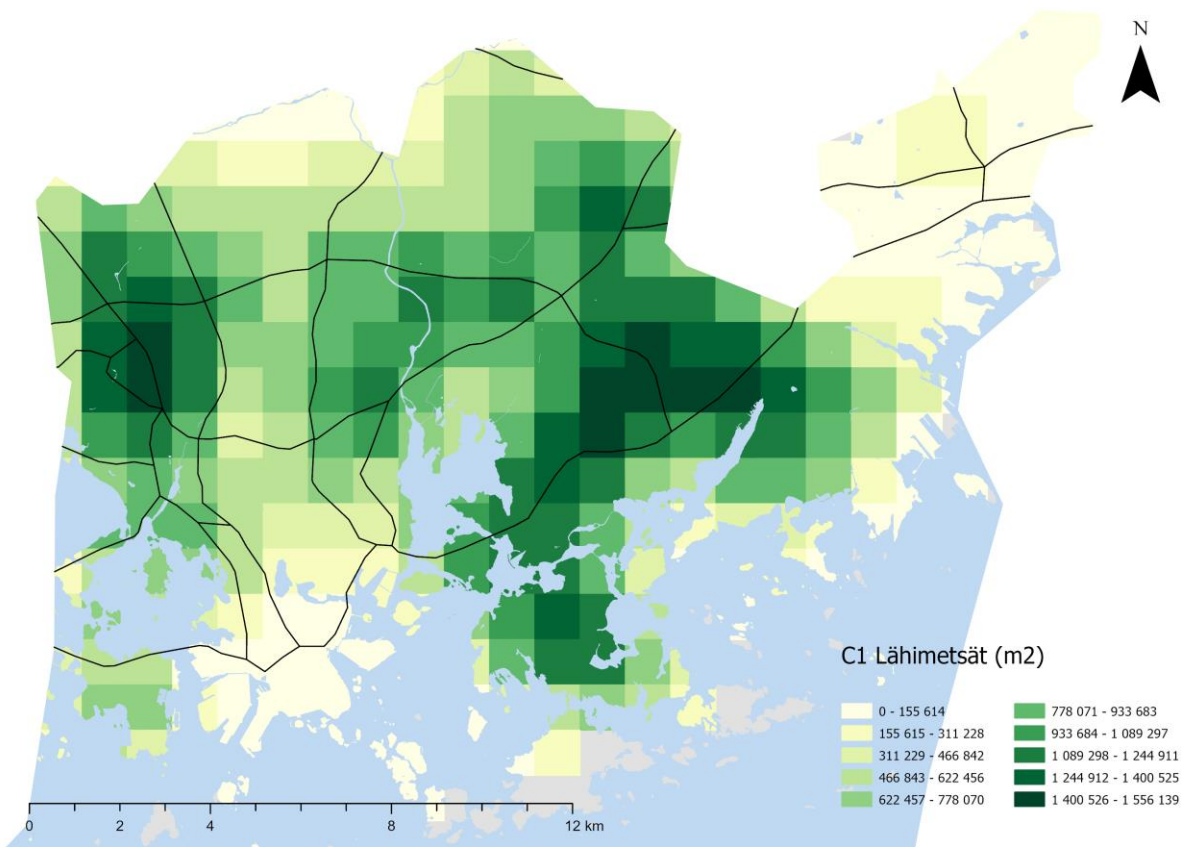 N
C1 Lähimetsät (m2)
0 - 155 614
155 615 - 311 228
311 229 - 466 842
466 843 - 622 456
622 457 - 778 070
778 071 - 933 683
933 684 - 1 089 297
1 089 298 - 1 244 911
1 244 912 - 1 400 525
1 400 526 - 1 556 139
0 2 4 8 12 km